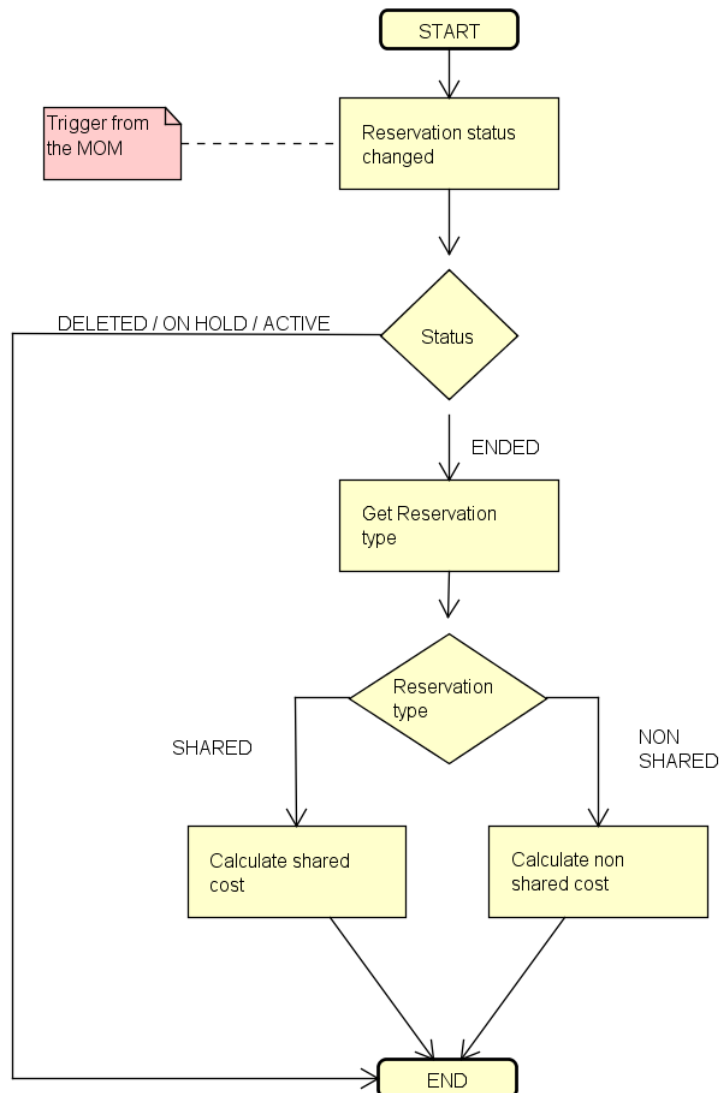 START
Trigger from
the MOM
Reservation status
changed
DELETED / ON HOLD / ACTIVE
Status
ENDED
Get Reservation
type
Reservation
type
SHARED
NON
SHARED
Calculate shared
cost
Calculate non
shared cost
END